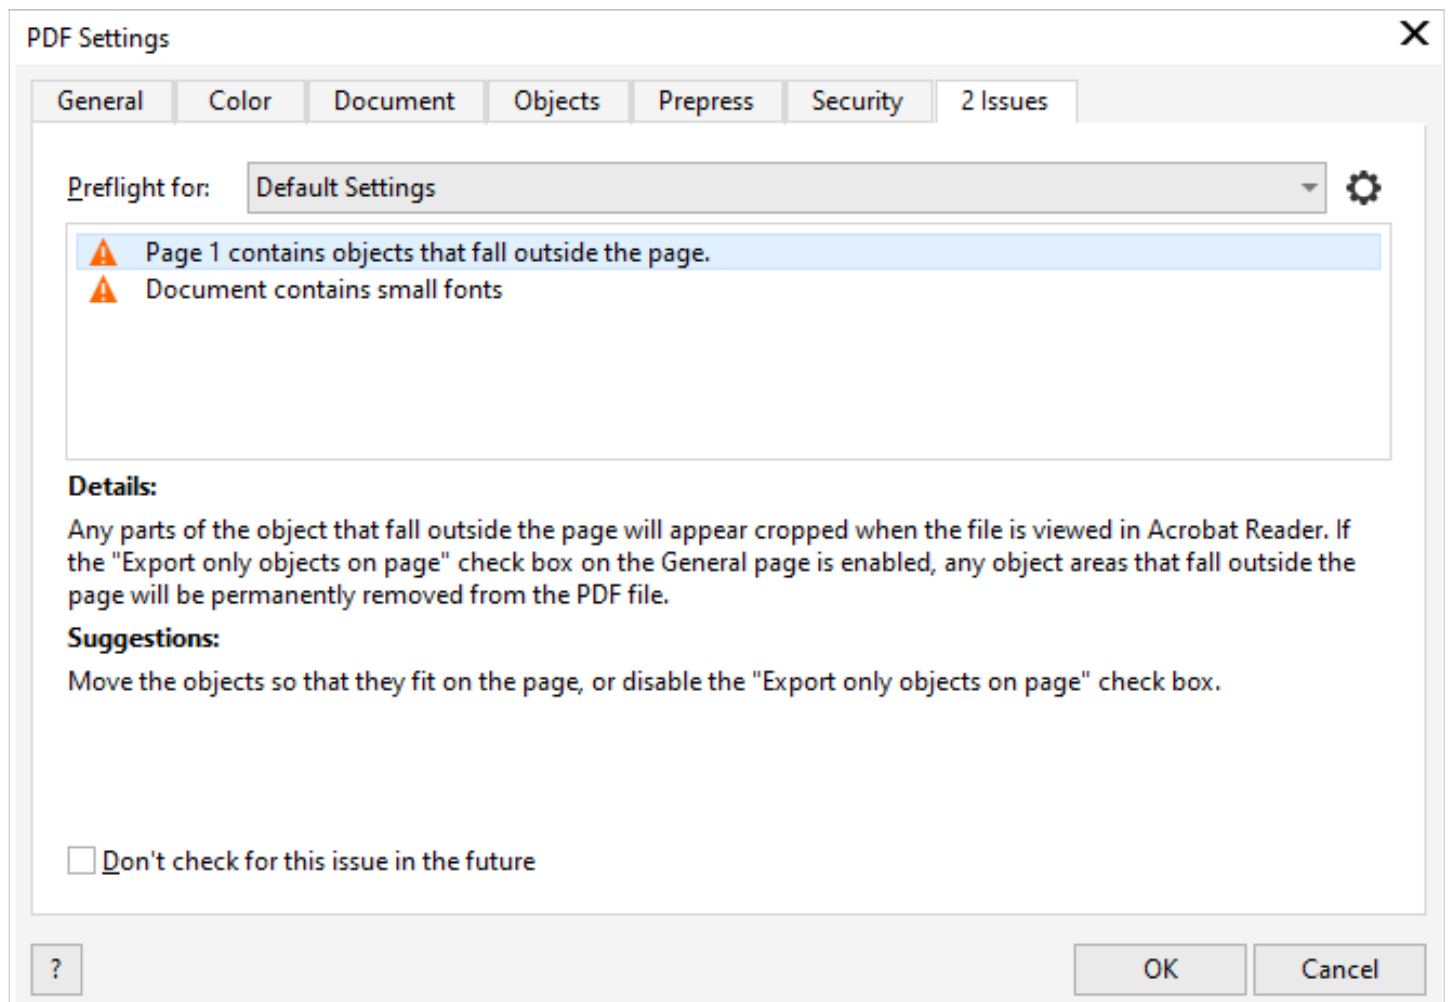 PDF Settings
General Color Document Objects Prepress Security 2 Issues
Preflight for: Default Settings
Page 1 contains objects that fall outside the page.
Document contains small fonts
Details:
Any parts of the object that fall outside the page will appear cropped when the file is viewed in Acrobat Reader. If
the "Export only objects on page" check box on the General page is enabled, any object areas that fall outside the
page will be permanently removed from the PDF file.
Suggestions:
Move the objects so that they fit on the page, or disable the "Export only objects on page" check box.
Don't check for this issue in the future
? OK Cancel